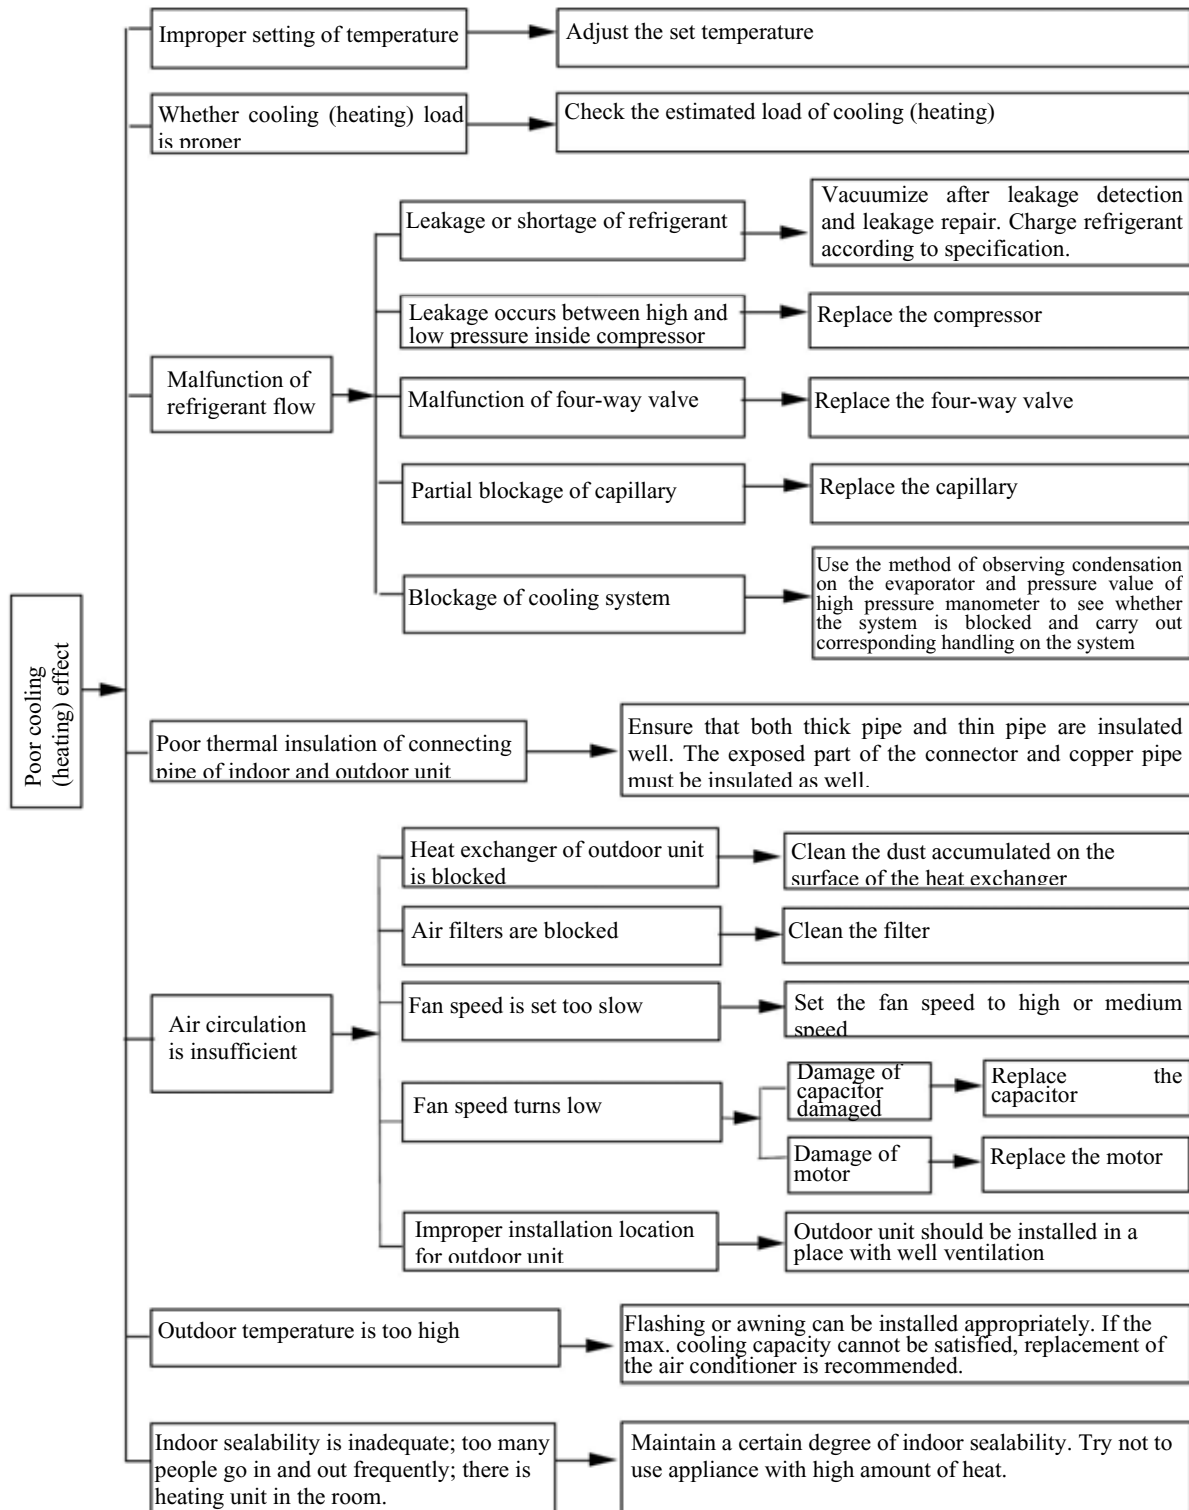 Improper setting of temperature
Adjust the set temperature
Whether cooling (heating) load
is proper
Check the estimated load of cooling (heating)
Leakage or shortage of refrigerant
Vacuumize after leakage detection
and leakage repair. Charge refrigerant
according to specification.
Leakage occurs between high and
low pressure inside compressor
Replace the compressor
Malfunction of
refrigerant flow
Malfunction of four-way valve
Replace the four-way valve
Partial blockage of capillary
Replace the capillary
Blockage of cooling system
Use the method of observing condensation
on the evaporator and pressure value of
high pressure manometer to see whether
the system is blocked and carry out
corresponding handling on the system
Poor cooling
(heating) effect
Poor thermal insulation of connecting
pipe of indoor and outdoor unit
Ensure that both thick pipe and thin pipe are insulated
well. The exposed part of the connector and copper pipe
must be insulated as well.
Heat exchanger of outdoor unit
is blocked
Clean the dust accumulated on the
surface of the heat exchanger
Air filters are blocked
Clean the filter
Air circulation
is insufficient
Fan speed is set too slow
Set the fan speed to high or medium
speed
Fan speed turns low
Damage of
capacitor
damaged
Replace the
capacitor
Damage of
motor
Replace the motor
Improper installation location
for outdoor unit
Outdoor unit should be installed in a
place with well ventilation
Outdoor temperature is too high
Flashing or awning can be installed appropriately. If the
max. cooling capacity cannot be satisfied, replacement of
the air conditioner is recommended.
Indoor sealability is inadequate; too many
people go in and out frequently; there is
heating unit in the room.
Maintain a certain degree of indoor sealability. Try not to
use appliance with high amount of heat.